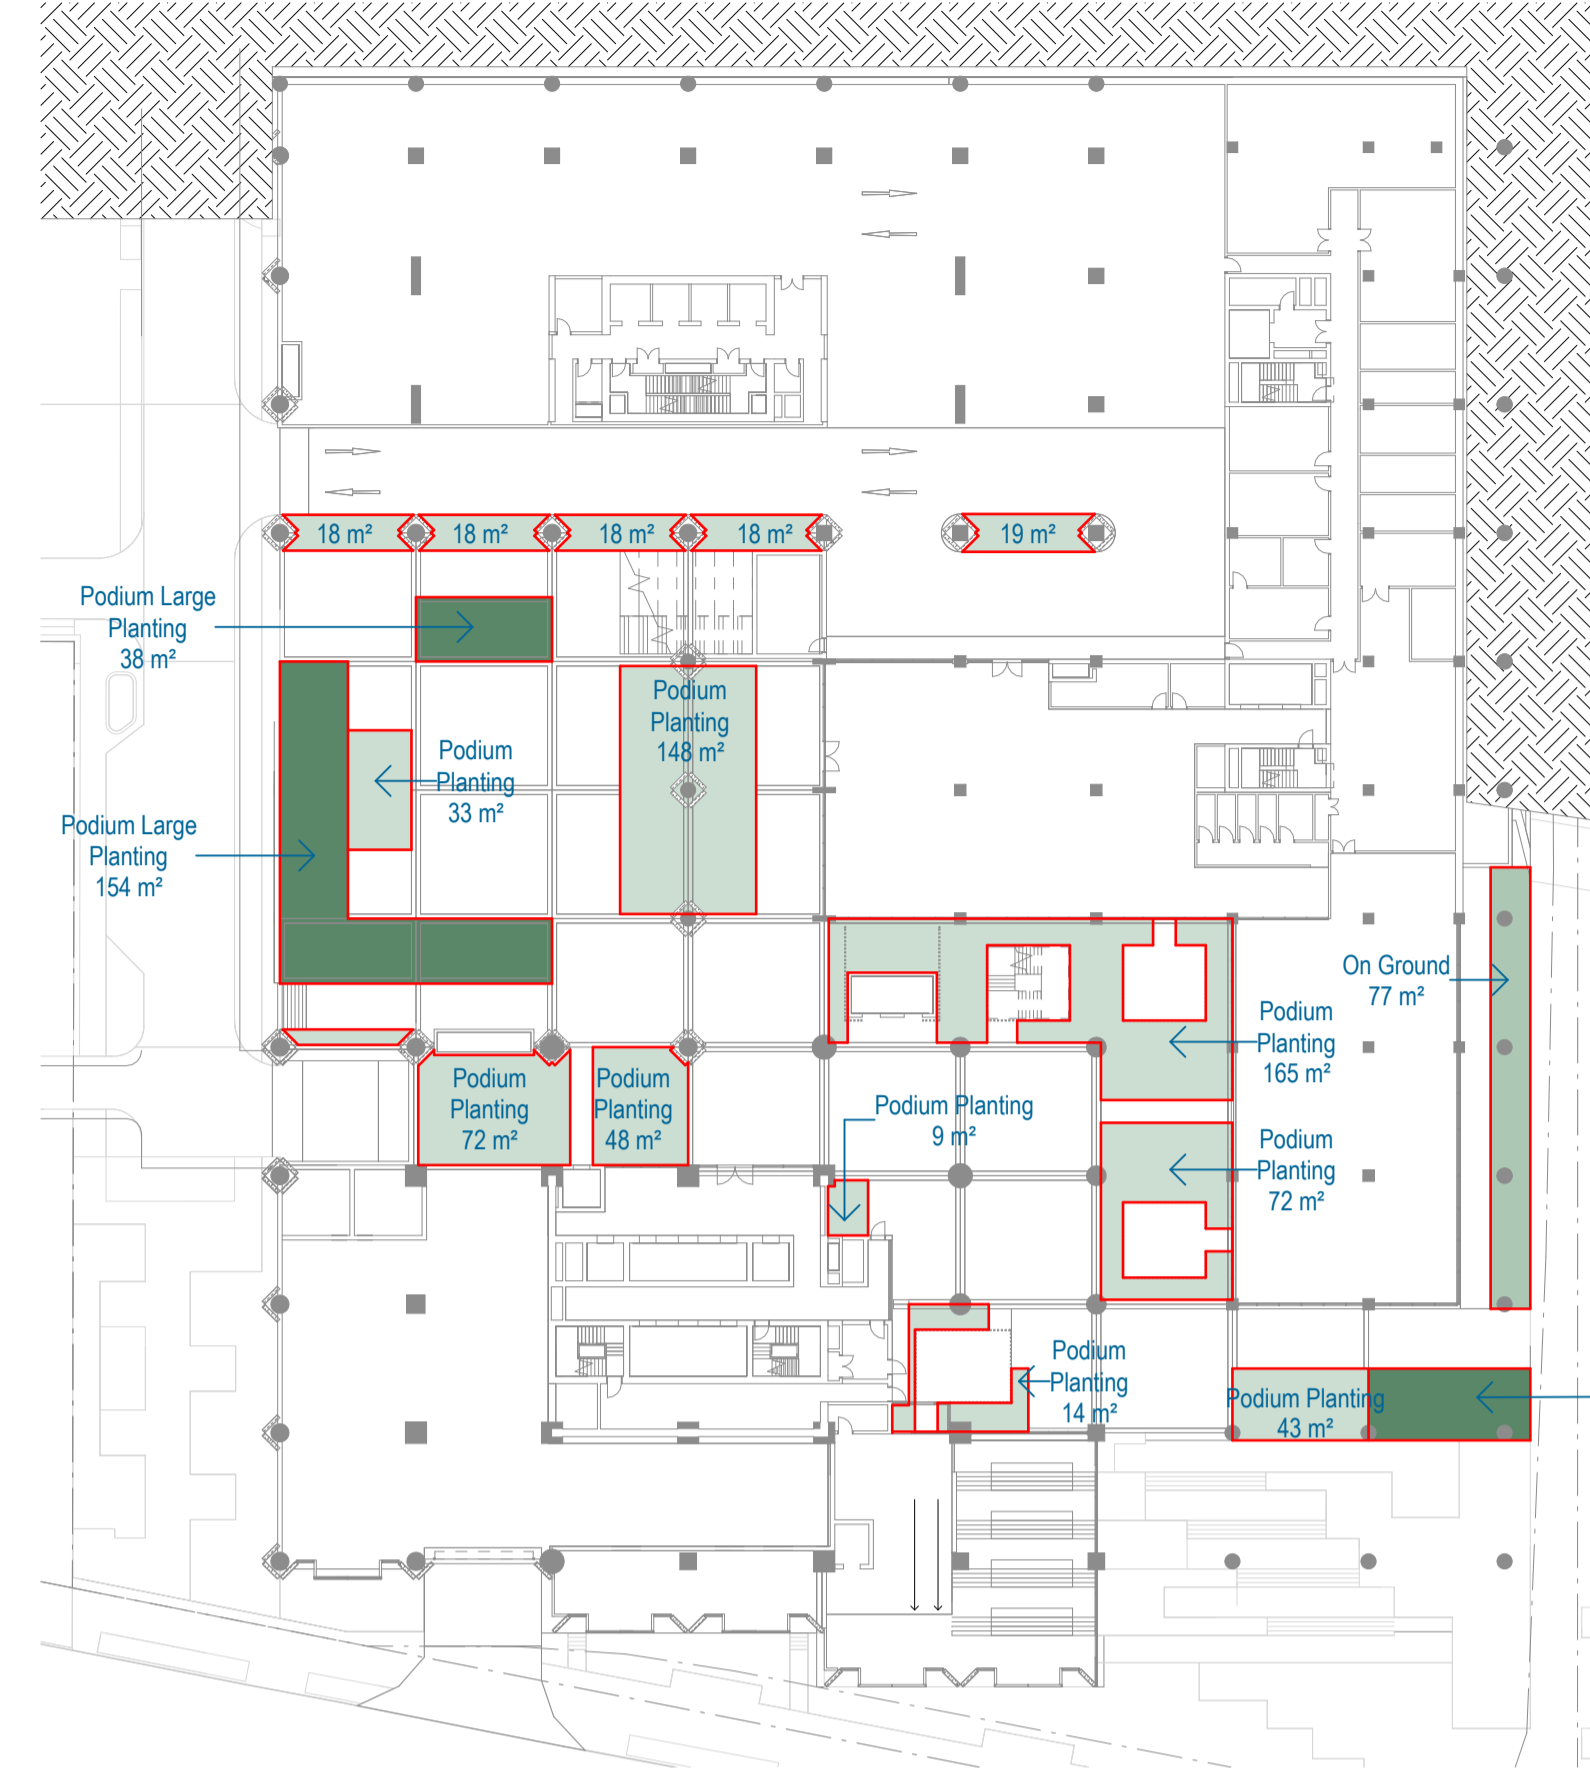 18 m²
18 m²
18 m²
18 m²
19 m²
Podium Large
Planting
38 m²
Podium
Planting
148 m²
Podium
Planting
33 m²
Podium Large
Planting
154 m²
On Ground
77 m²
Podium
Planting
165 m²
Podium
Planting
72 m²
Podium
Planting
48 m²
Podium Planting
9 m²
Podium
Planting
72 m²
Podium
Planting
14 m²
Podium Planting
43 m²